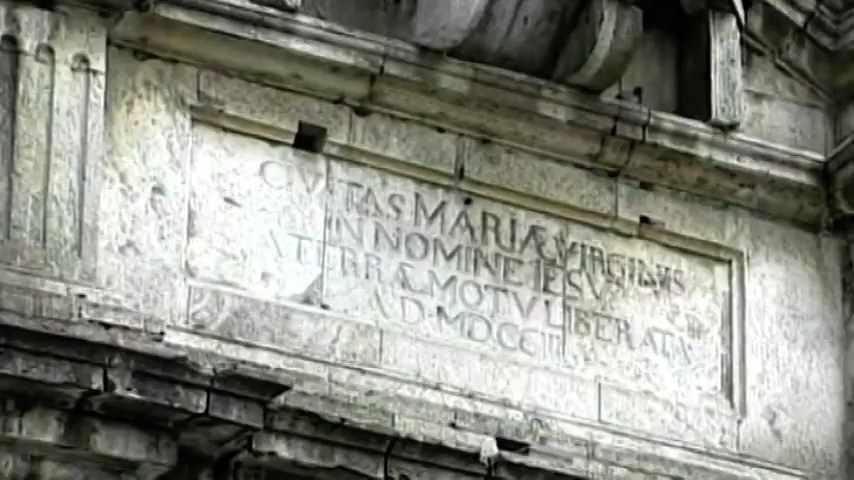 CIVITAS MARIÆ VIRGINIS
IN NOMINE IESV
A TERRÆ MOTV LIBERATA
A·D·MDCCIII